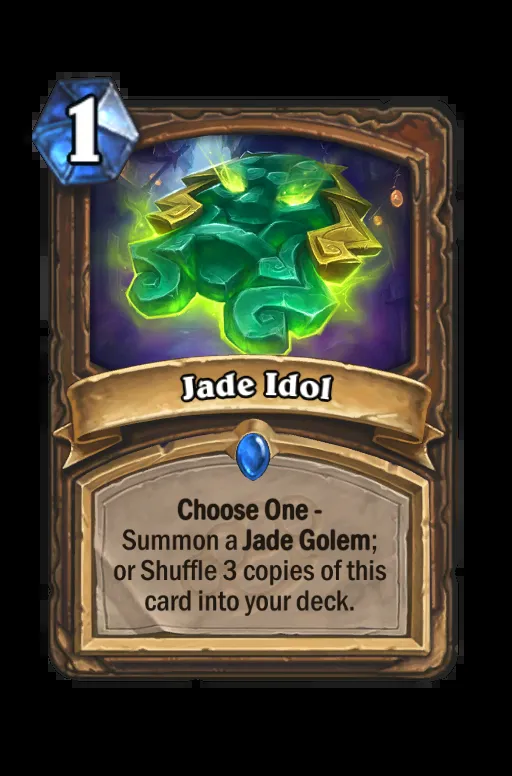 1
Jade Idol
Choose One -
Summon a Jade Golem;
or Shuffle 3 copies of this
card into your deck.